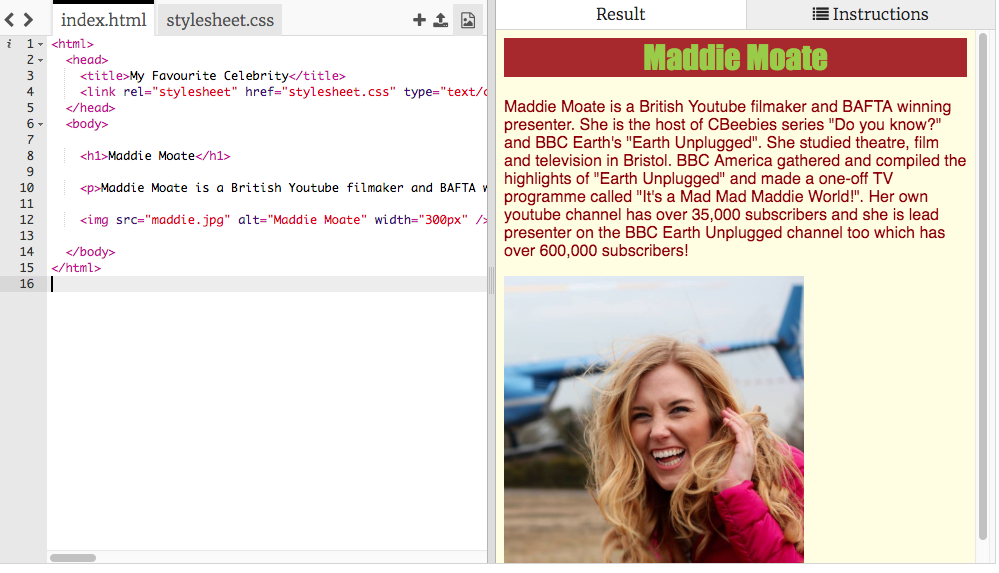 index.html stylesheet.css
Result Instructions
i 1 <html>
2 <head>
3 <title>My Favourite Celebrity</title>
4 <link rel="stylesheet" href="stylesheet.css" type="text/c
5 </head>
6 <body>
7
8 <h1>Maddie Moate</h1>
9
10 <p>Maddie Moate is a British Youtube filmaker and BAFTA w
11
12 <img src="maddie.jpg" alt="Maddie Moate" width="300px" />
13
14 </body>
15 </html>
16
Maddie Moate
Maddie Moate is a British Youtube filmaker and BAFTA winning
presenter. She is the host of CBeebies series "Do you know?"
and BBC Earth's "Earth Unplugged". She studied theatre, film
and television in Bristol. BBC America gathered and compiled the
highlights of "Earth Unplugged" and made a one-off TV
programme called "It's a Mad Mad Maddie World!". Her own
youtube channel has over 35,000 subscribers and she is lead
presenter on the BBC Earth Unplugged channel too which has
over 600,000 subscribers!